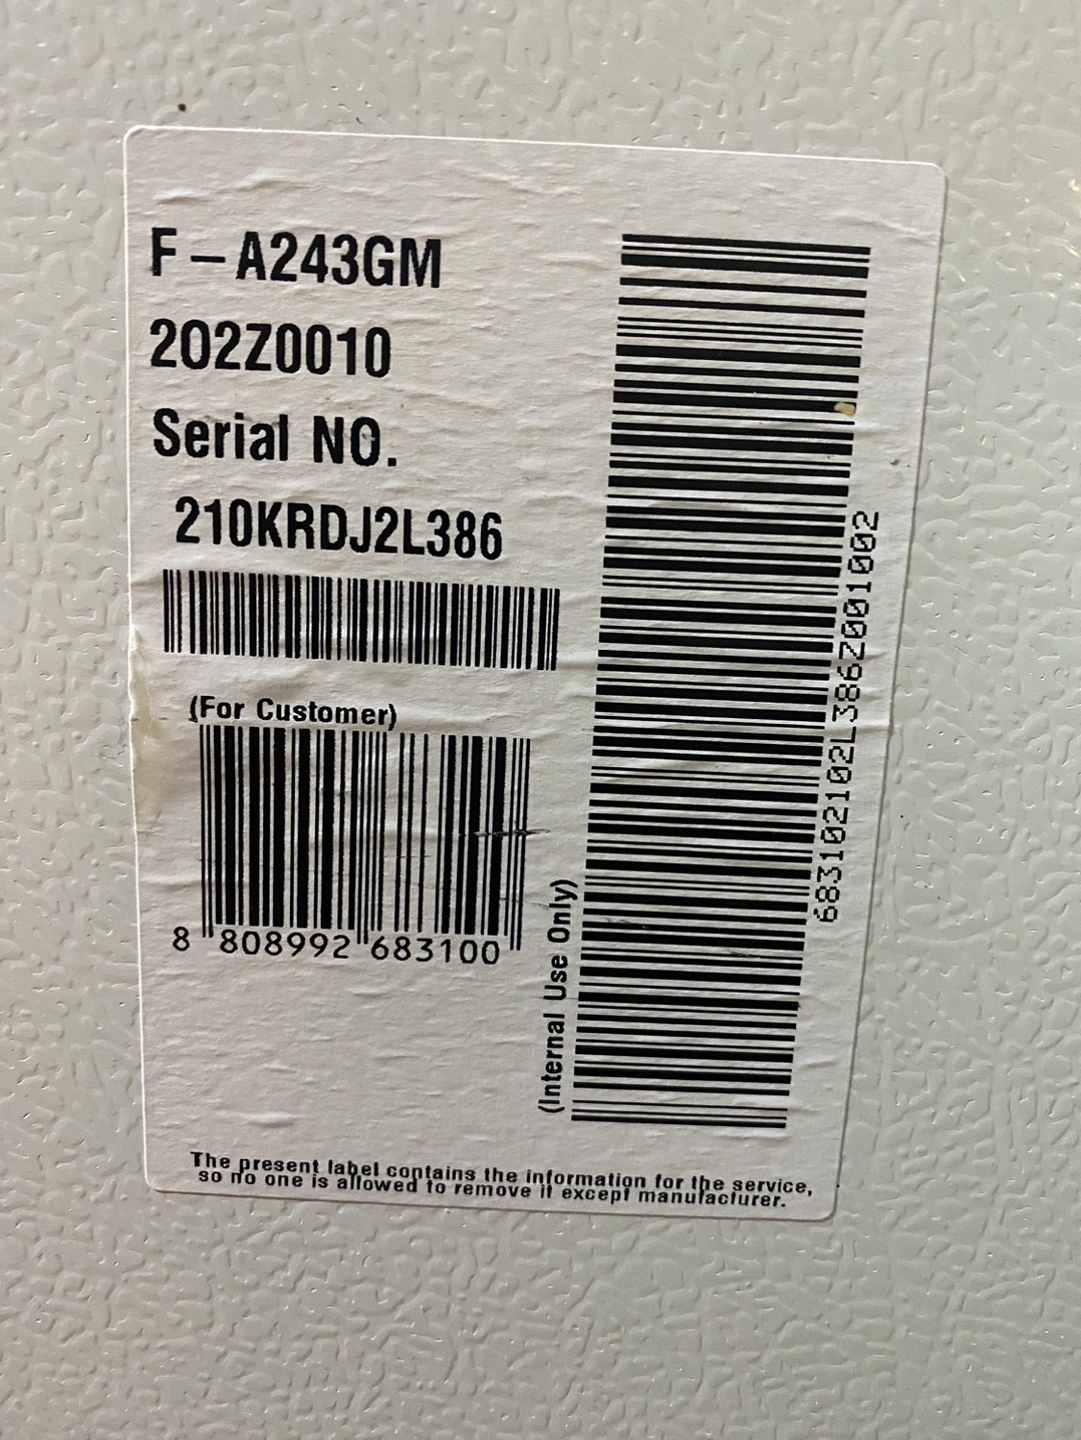 F-A243GM
202Z0010
Serial NO.
210KRDJ2L386
(For Customer)
8 808992 683100
(Internal Use Only)
683102102L386Z001002
The present label contains the information for the service,
so no one is allowed to remove it except manufacturer.